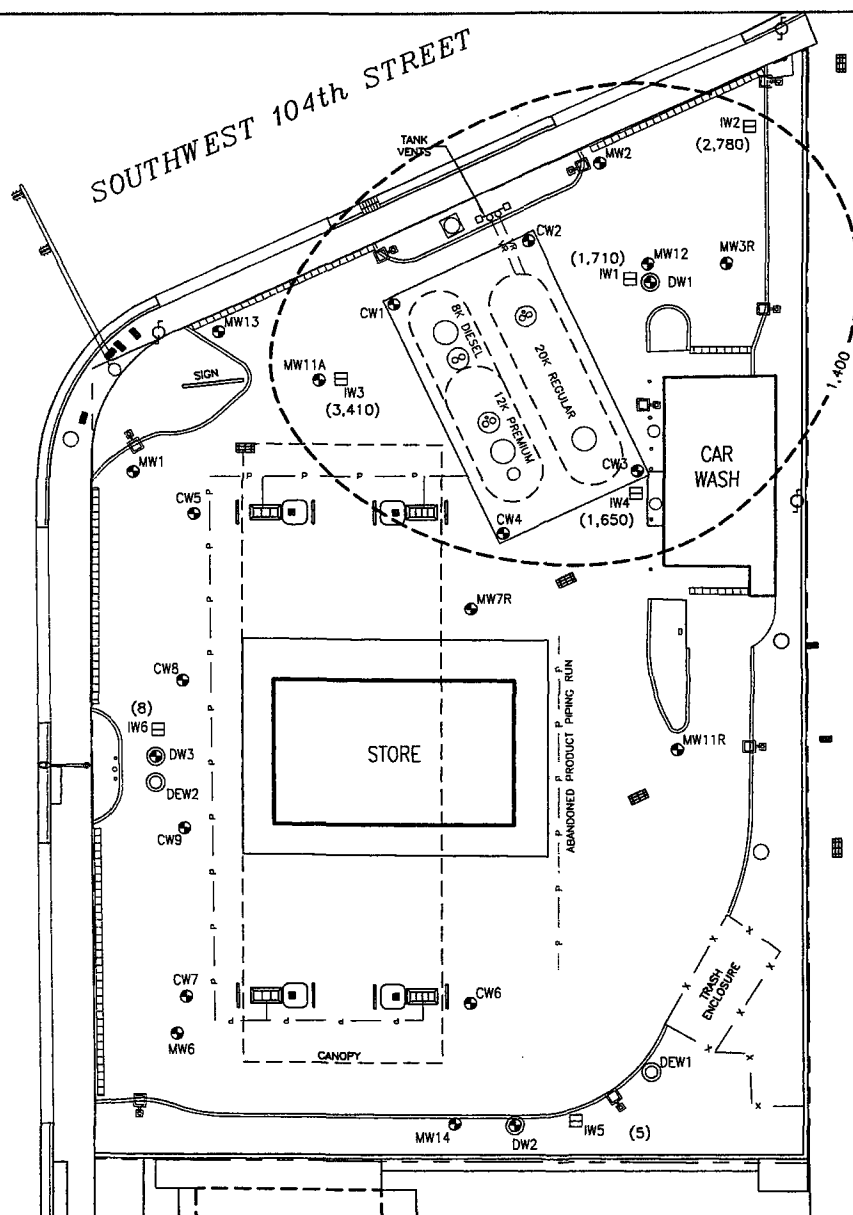 SOUTHWEST 104th STREET
TANK
VENTS
IW2
(2,780)
MW2
CW2
MW12
MW3R
(1,710)
IW1
DW1
CW1
MW13
8K DIESEL
20K REGULAR
12K PREMIUM
MW11A
IW3
(3,410)
SIGN
1,400
CAR
WASH
MW1
CW3
IW4
(1,650)
CW4
CW5
P P P P
MW7R
CW8
(8)
IW6
DW3
DEW2
STORE
ABANDONED PRODUCT PIPING RUN
MW11R
CW9
CW7
CW6
MW6
TRASH
ENCLOSURE
CANOPY
DEW1
MW14
DW2
IW5
(5)